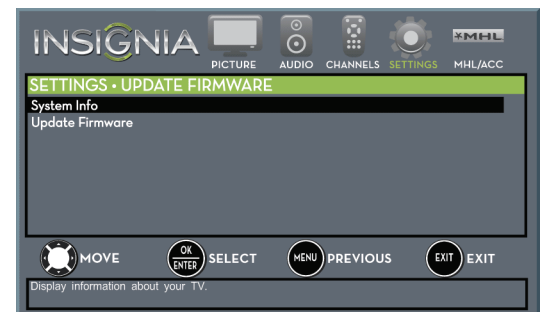 INSIGNIA
PICTURE AUDIO CHANNELS SETTINGS MHL MHL/ACC
SETTINGS • UPDATE FIRMWARE
System Info
Update Firmware
MOVE OK ENTER SELECT MENU PREVIOUS EXIT EXIT
Display information about your TV.